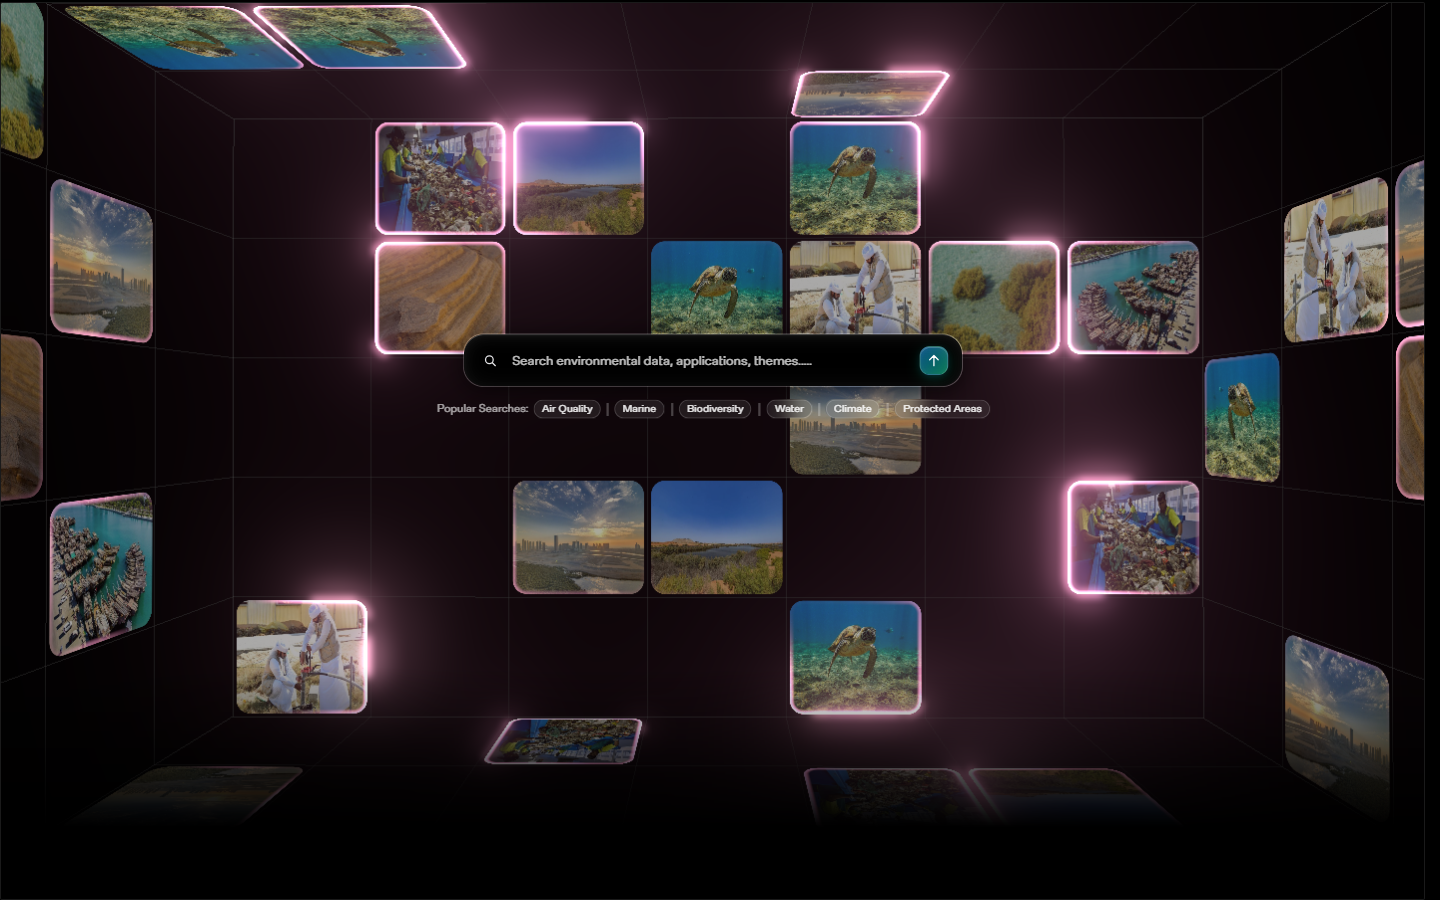 Search environmental data, applications, themes.....
Popular Searches: Air Quality | Marine | Biodiversity | Water | Climate | Protected Areas